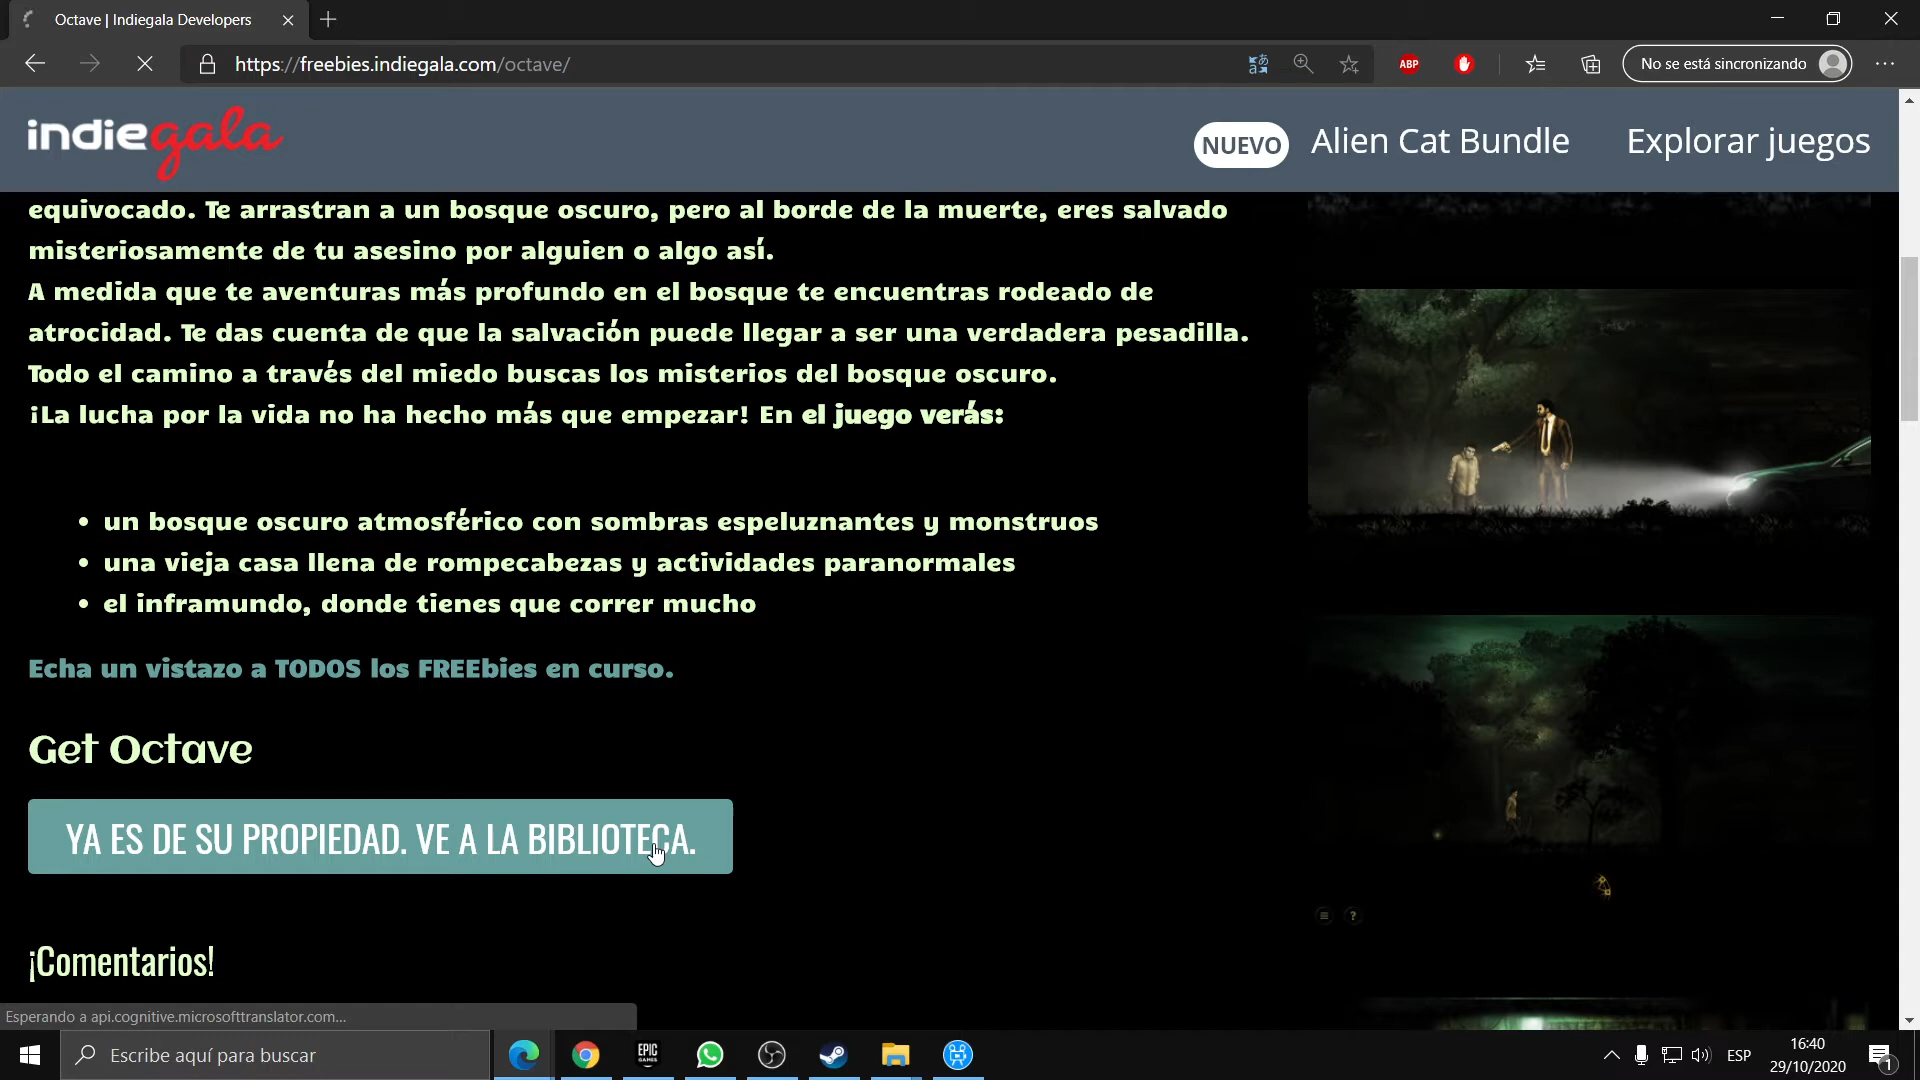 Octave | Indiegala Developers
https://freebies.indiegala.com/octave/
ABP
No se está sincronizando
indiegala
NUEVO Alien Cat Bundle Explorar juegos
equivocado. Te arrastran a un bosque oscuro, pero al borde de la muerte, eres salvado
misteriosamente de tu asesino por alguien o algo así.
A medida que te aventuras más profundo en el bosque te encuentras rodeado de
atrocidad. Te das cuenta de que la salvación puede llegar a ser una verdadera pesadilla.
Todo el camino a través del miedo buscas los misterios del bosque oscuro.
¡La lucha por la vida no ha hecho más que empezar! En el juego verás:
• un bosque oscuro atmosférico con sombras espeluznantes y monstruos
• una vieja casa llena de rompecabezas y actividades paranormales
• el inframundo, donde tienes que correr mucho
Echa un vistazo a TODOS los FREEbies en curso.
Get Octave
YA ES DE SU PROPIEDAD. VE A LA BIBLIOTECA.
?
¡Comentarios!
Esperando a api.cognitive.microsofttranslator.com...
Escribe aquí para buscar
EPIC
GAMES
ESP
16:40
29/10/2020
1